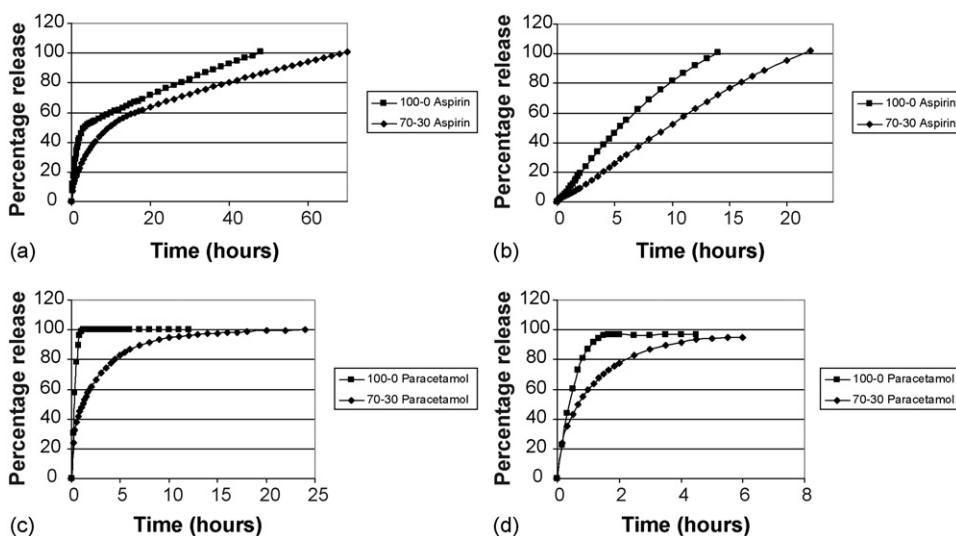 120
100
80
60
40
20
0
Percentage release
0 20 40 60
Time (hours)
100-0 Aspirin
70-30 Aspirin
(a)
120
100
80
60
40
20
0
Percentage release
0 5 10 15 20
Time (hours)
100-0 Aspirin
70-30 Aspirin
(b)
120
100
80
60
40
20
0
Percentage release
0 5 10 15 20 25
Time (hours)
100-0 Paracetamol
70-30 Paracetamol
(c)
120
100
80
60
40
20
0
Percentage release
0 2 4 6 8
Time (hours)
100-0 Paracetamol
70-30 Paracetamol
(d)